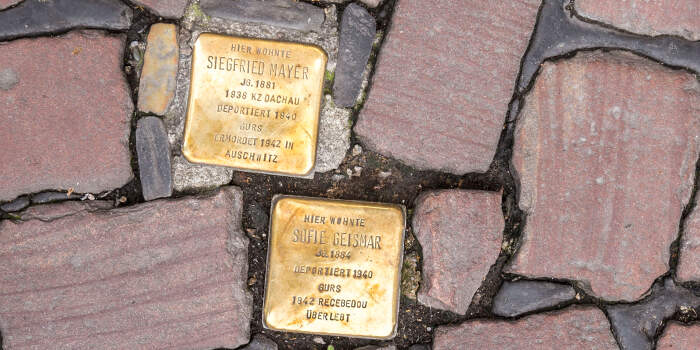 HIER WOHNTE
SIEGFRIED MAYER
JG. 1881
1938 KZ DACHAU
DEPORTIERT 1940
GURS
ERMORDET 1942 IN
AUSCHWITZ
HIER WOHNTE
SOFIE GEISMAR
JG. 1884
DEPORTIERT 1940
GURS
1942 RECEBEDOU
ÜBERLEBT